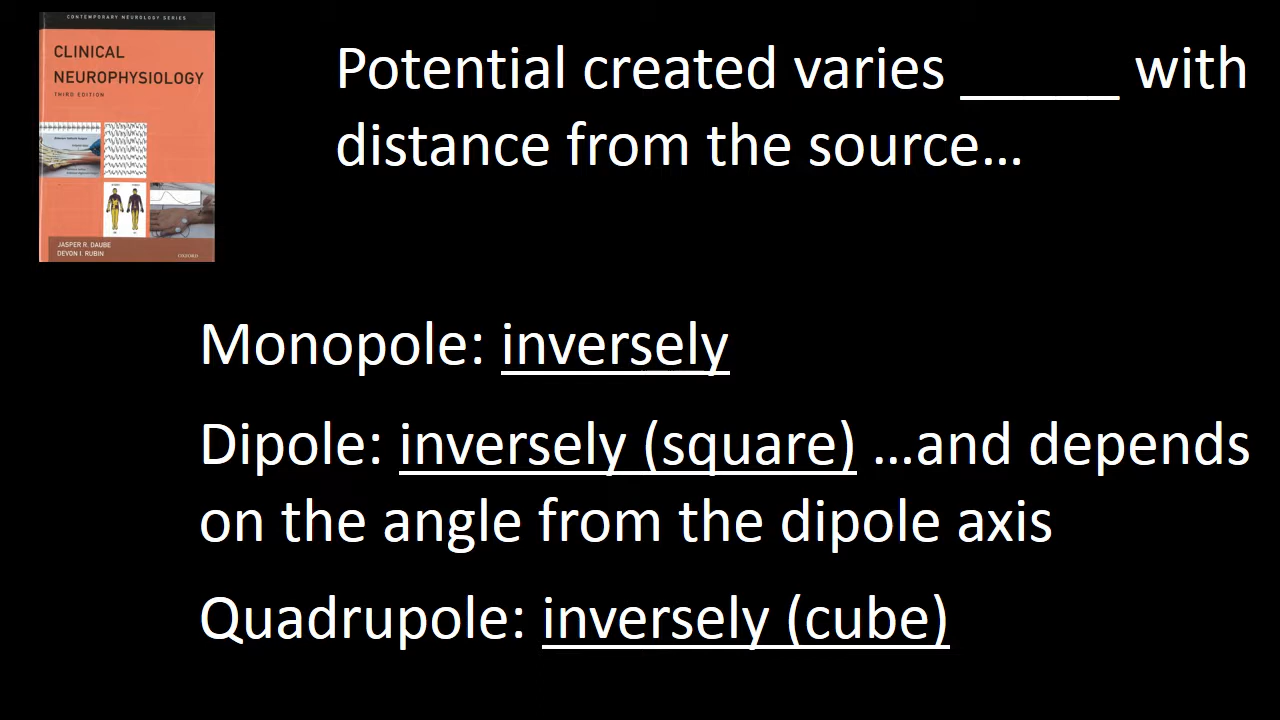 CONTEMPORARY NEUROLOGY SERIES
CLINICAL
NEUROPHYSIOLOGY
THIRD EDITION
JASPER R. DAUBE
DEVON I. RUBIN
OXFORD
Potential created varies ______ with
distance from the source…
Monopole: inversely
Dipole: inversely (square) …and depends
on the angle from the dipole axis
Quadrupole: inversely (cube)